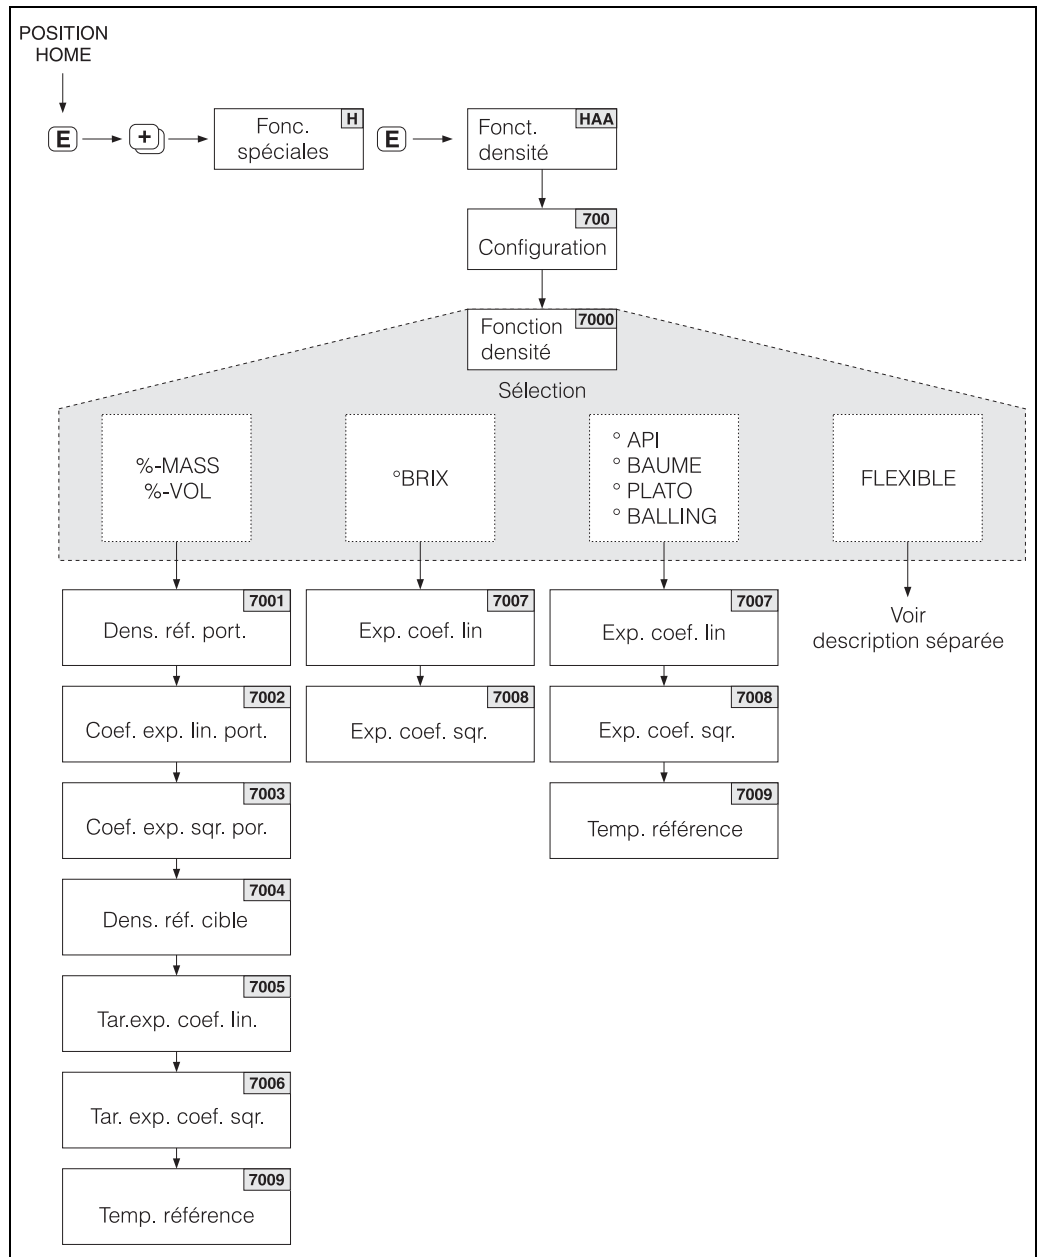 POSITION
HOME
E
+
H
Fonc.
spéciales
E
HAA
Fonct.
densité
700
Configuration
7000
Fonction
densité
Sélection
%-MASS
%-VOL
°BRIX
° API
° BAUME
° PLATO
° BALLING
FLEXIBLE
7001
Dens. réf. port.
7002
Coef. exp. lin. port.
7003
Coef. exp. sqr. por.
7004
Dens. réf. cible
7005
Tar.exp. coef. lin.
7006
Tar. exp. coef. sqr.
7009
Temp. référence
7007
Exp. coef. lin
7008
Exp. coef. sqr.
7007
Exp. coef. lin
7008
Exp. coef. sqr.
7009
Temp. référence
Voir
description séparée